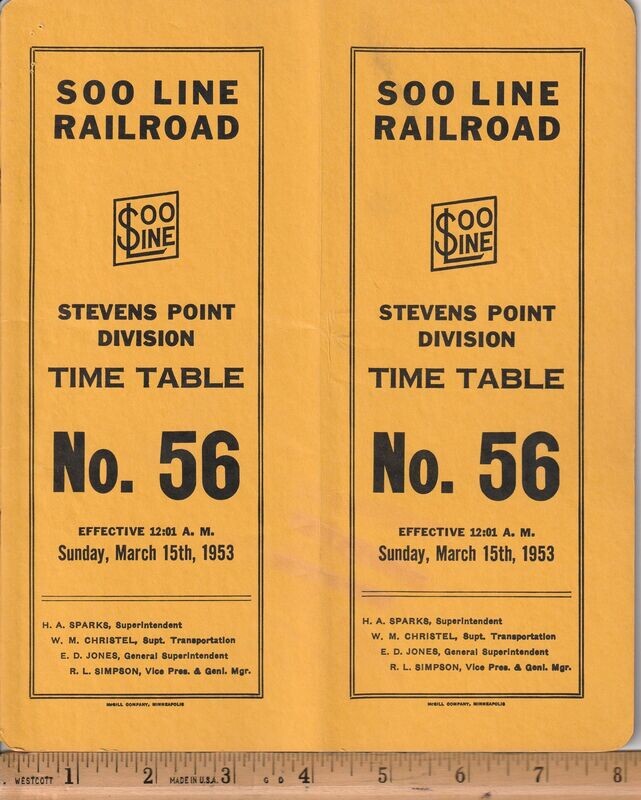 SOO LINE
RAILROAD
SOO
LINE
STEVENS POINT
DIVISION
TIME TABLE
No. 56
EFFECTIVE 12:01 A. M.
Sunday, March 15th, 1953
H. A. SPARKS, Superintendent
W. M. CHRISTEL, Supt. Transportation
E. D. JONES, General Superintendent
R. L. SIMPSON, Vice Pres. & Genl. Mgr.
McGILL COMPANY, MINNEAPOLIS
SOO LINE
RAILROAD
SOO
LINE
STEVENS POINT
DIVISION
TIME TABLE
No. 56
EFFECTIVE 12:01 A. M.
Sunday, March 15th, 1953
H. A. SPARKS, Superintendent
W. M. CHRISTEL, Supt. Transportation
E. D. JONES, General Superintendent
R. L. SIMPSON, Vice Pres. & Genl. Mgr.
McGILL COMPANY, MINNEAPOLIS
WESTCOTT 1 2 MADE IN U.S.A. 3 G D 4 5 6 7 8